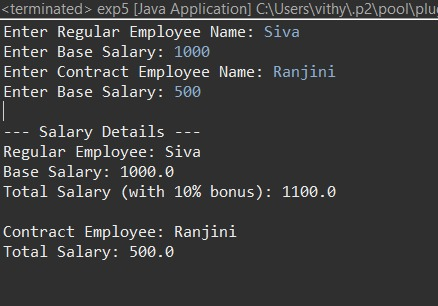 <terminated> exp5 [Java Application] C:\Users\vithy\.p2\pool\plu
Enter Regular Employee Name: Siva
Enter Base Salary: 1000
Enter Contract Employee Name: Ranjini
Enter Base Salary: 500
--- Salary Details ---
Regular Employee: Siva
Base Salary: 1000.0
Total Salary (with 10% bonus): 1100.0
Contract Employee: Ranjini
Total Salary: 500.0